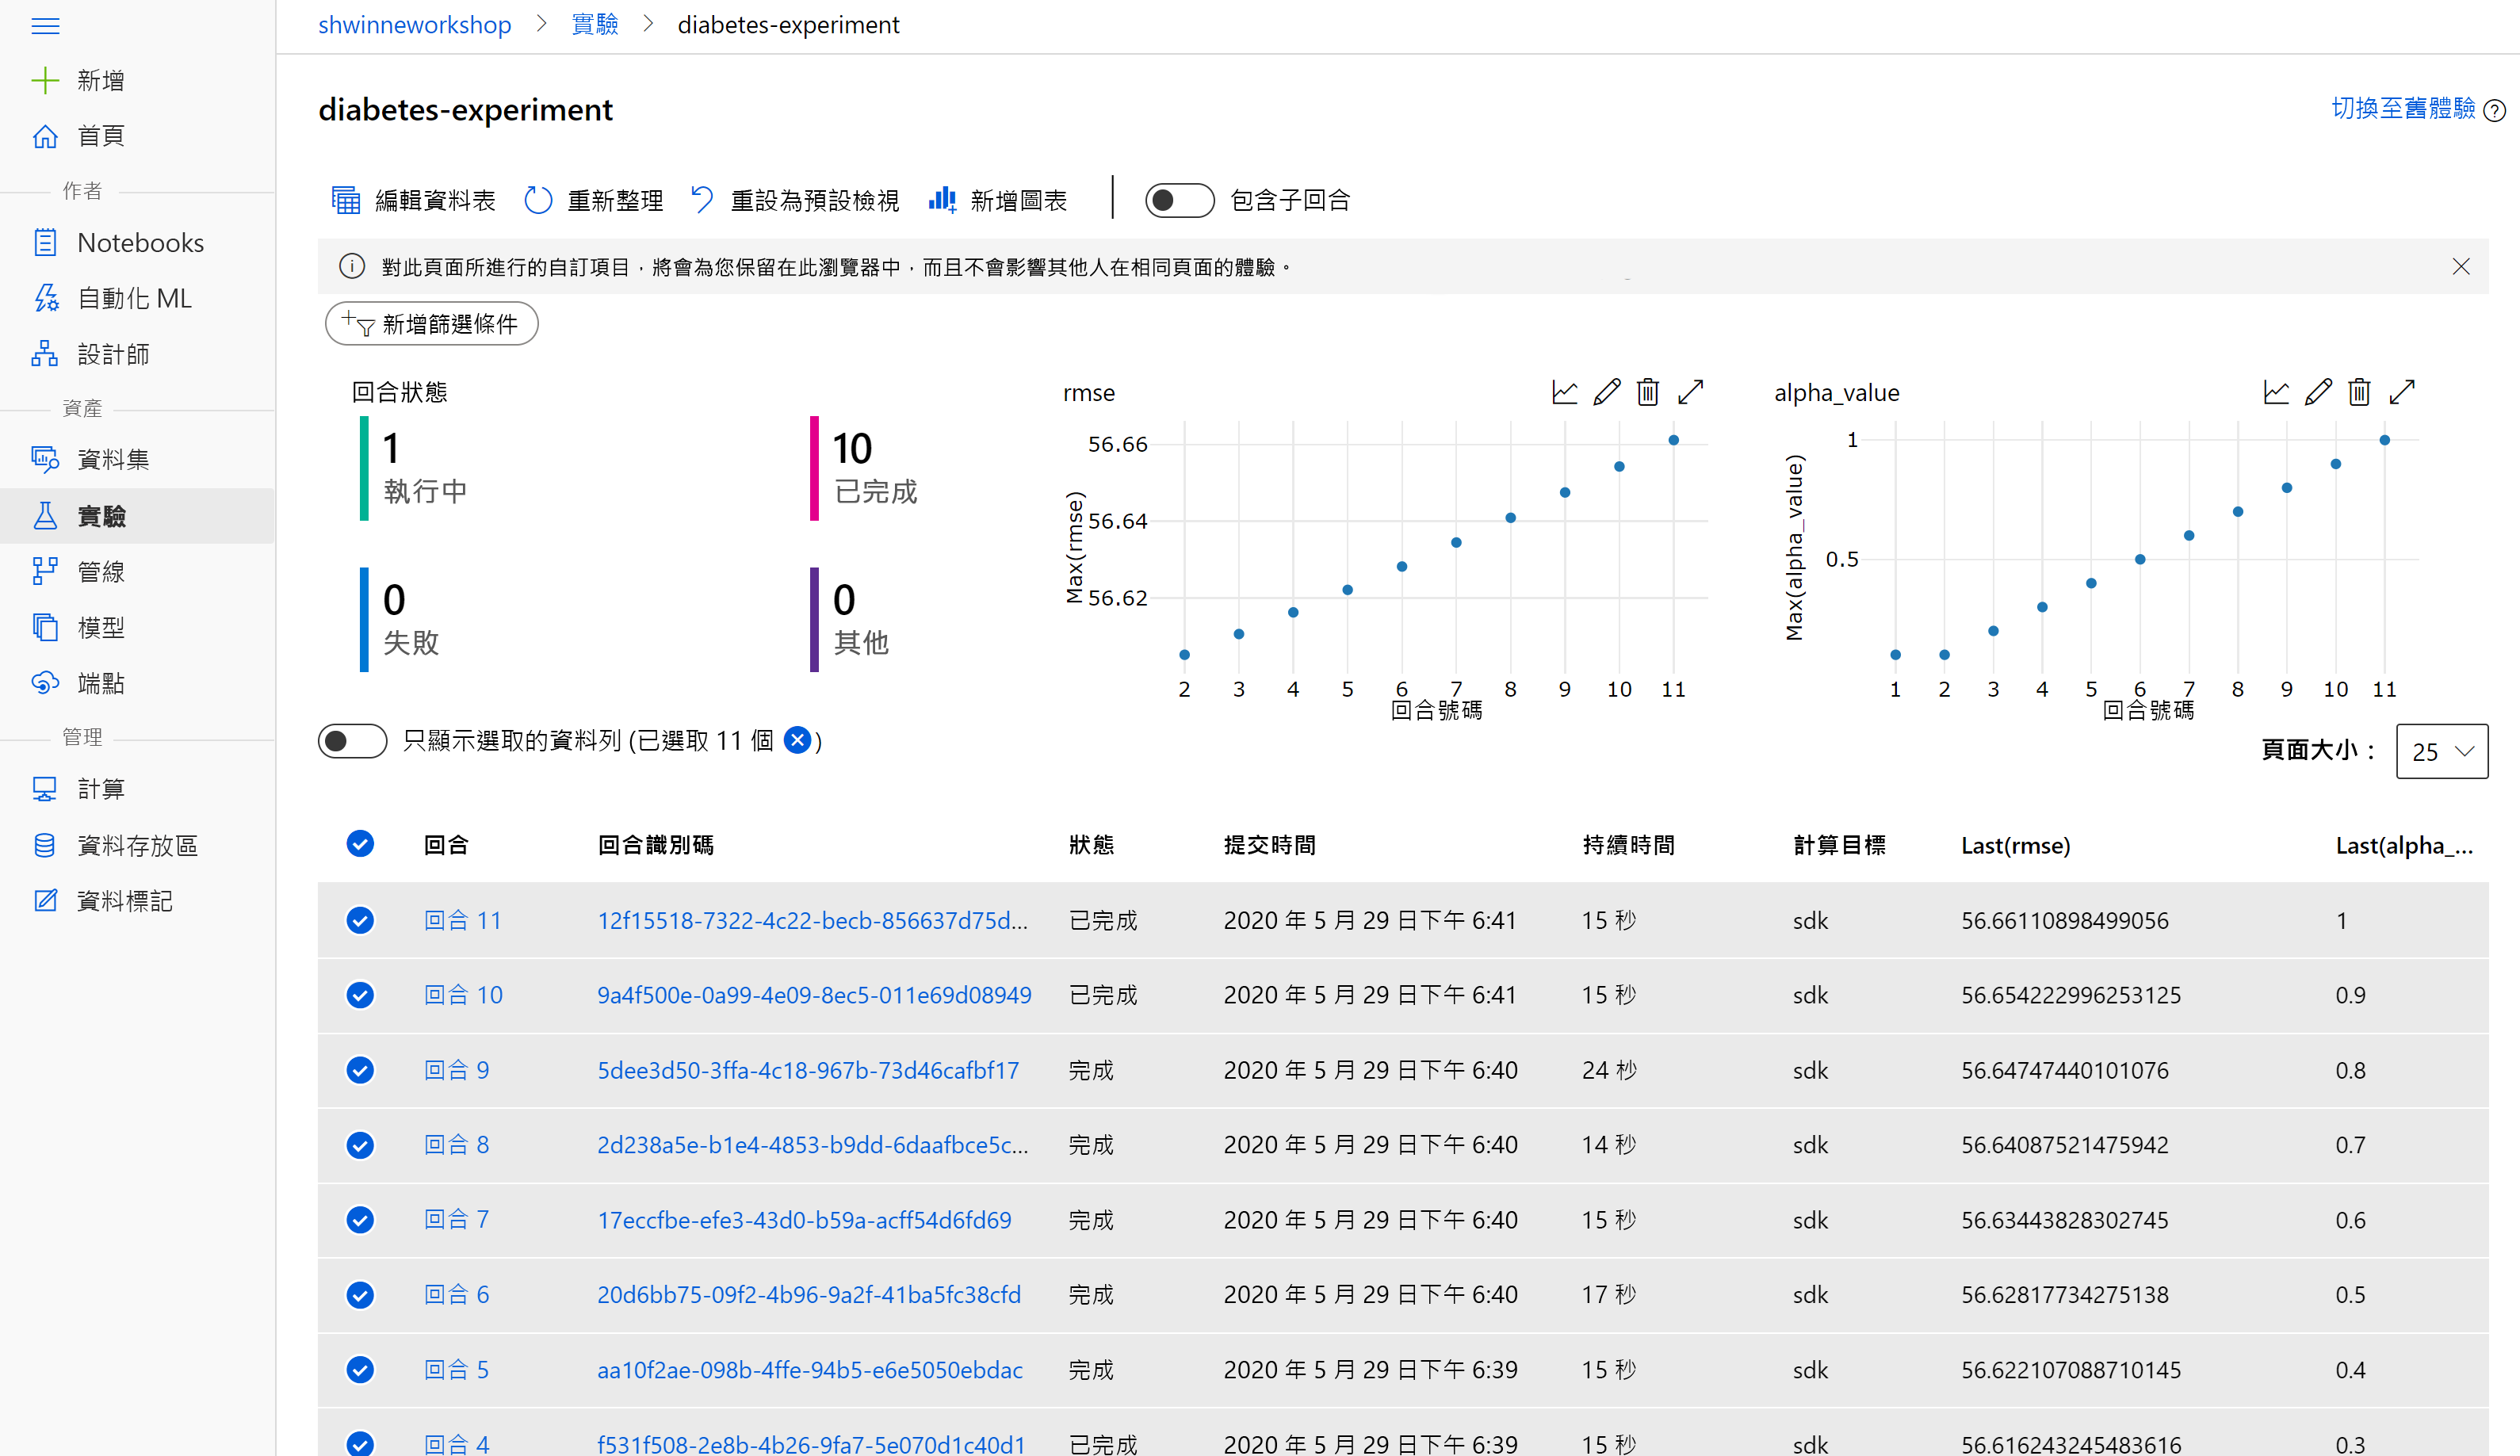 shwinneworkshop > 實驗 > diabetes-experiment
新增
首頁
作者
Notebooks
自動化 ML
設計師
資產
資料集
實驗
管線
模型
端點
管理
計算
資料存放區
資料標記
diabetes-experiment
切換至舊體驗
編輯資料表 重新整理 重設為預設檢視 新增圖表 包含子回合
對此頁面所進行的自訂項目，將會為您保留在此瀏覽器中，而且不會影響其他人在相同頁面的體驗。
新增篩選條件
回合狀態
1
執行中
10
已完成
0
失敗
0
其他
rmse
Max(rmse)
56.66
56.64
56.62
2 3 4 5 6 7 8 9 10 11
回合號碼
alpha_value
Max(alpha_value)
1
0.5
1 2 3 4 5 6 7 8 9 10 11
回合號碼
只顯示選取的資料列 (已選取 11 個 )
頁面大小： 25
回合 回合識別碼 狀態 提交時間 持續時間 計算目標 Last(rmse) Last(alpha_...
回合 11 12f15518-7322-4c22-becb-856637d75d... 已完成 2020 年 5 月 29 日下午 6:41 15 秒 sdk 56.66110898499056 1
回合 10 9a4f500e-0a99-4e09-8ec5-011e69d08949 已完成 2020 年 5 月 29 日下午 6:41 15 秒 sdk 56.654222996253125 0.9
回合 9 5dee3d50-3ffa-4c18-967b-73d46cafbf17 完成 2020 年 5 月 29 日下午 6:40 24 秒 sdk 56.64747440101076 0.8
回合 8 2d238a5e-b1e4-4853-b9dd-6daafbce5c... 完成 2020 年 5 月 29 日下午 6:40 14 秒 sdk 56.64087521475942 0.7
回合 7 17eccfbe-efe3-43d0-b59a-acff54d6fd69 完成 2020 年 5 月 29 日下午 6:40 15 秒 sdk 56.63443828302745 0.6
回合 6 20d6bb75-09f2-4b96-9a2f-41ba5fc38cfd 完成 2020 年 5 月 29 日下午 6:40 17 秒 sdk 56.62817734275138 0.5
回合 5 aa10f2ae-098b-4ffe-94b5-e6e5050ebdac 完成 2020 年 5 月 29 日下午 6:39 15 秒 sdk 56.622107088710145 0.4
回合 4 f531f508-2e8b-4b26-9fa7-5e070d1c40d1 已完成 2020 年 5 月 29 日下午 6:39 15 秒 sdk 56.616243245483616 0.3